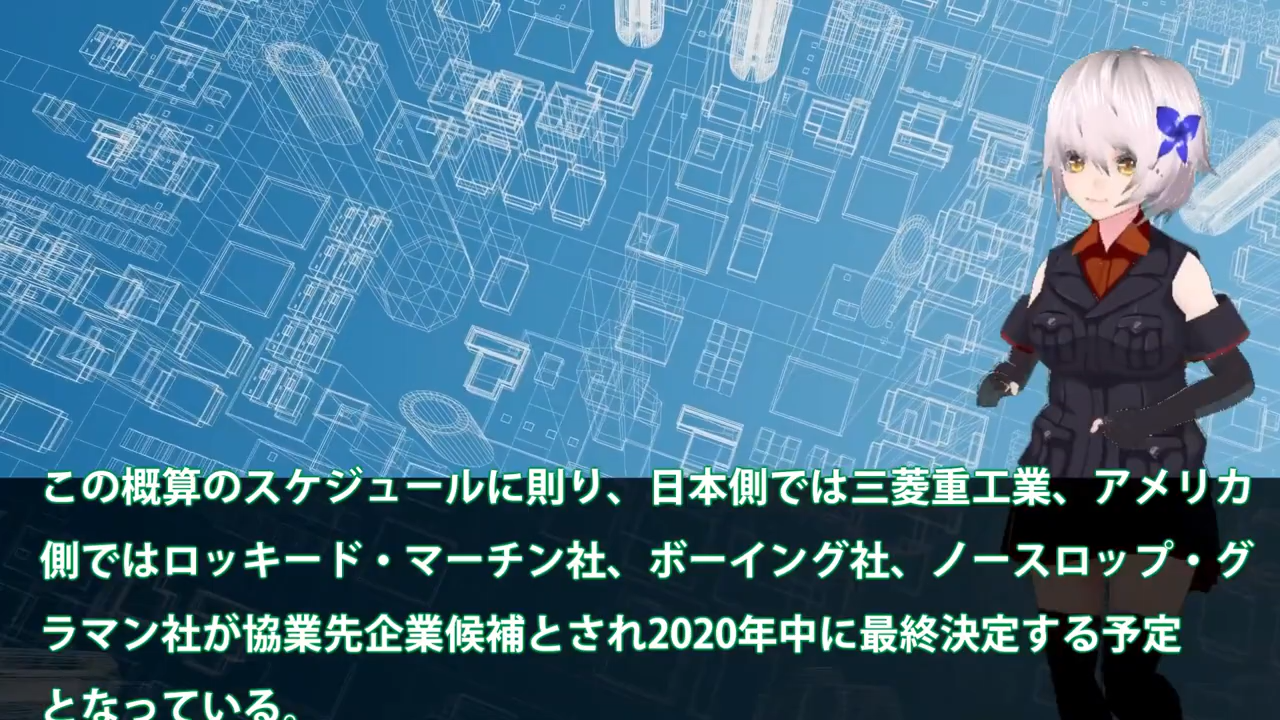 この概算のスケジュールに則り、日本側では三菱重工業、アメリカ
側ではロッキード・マーチン社、ボーイング社、ノースロップ・グ
ラマン社が協業先企業候補とされ2020年中に最終決定する予定
となっている。